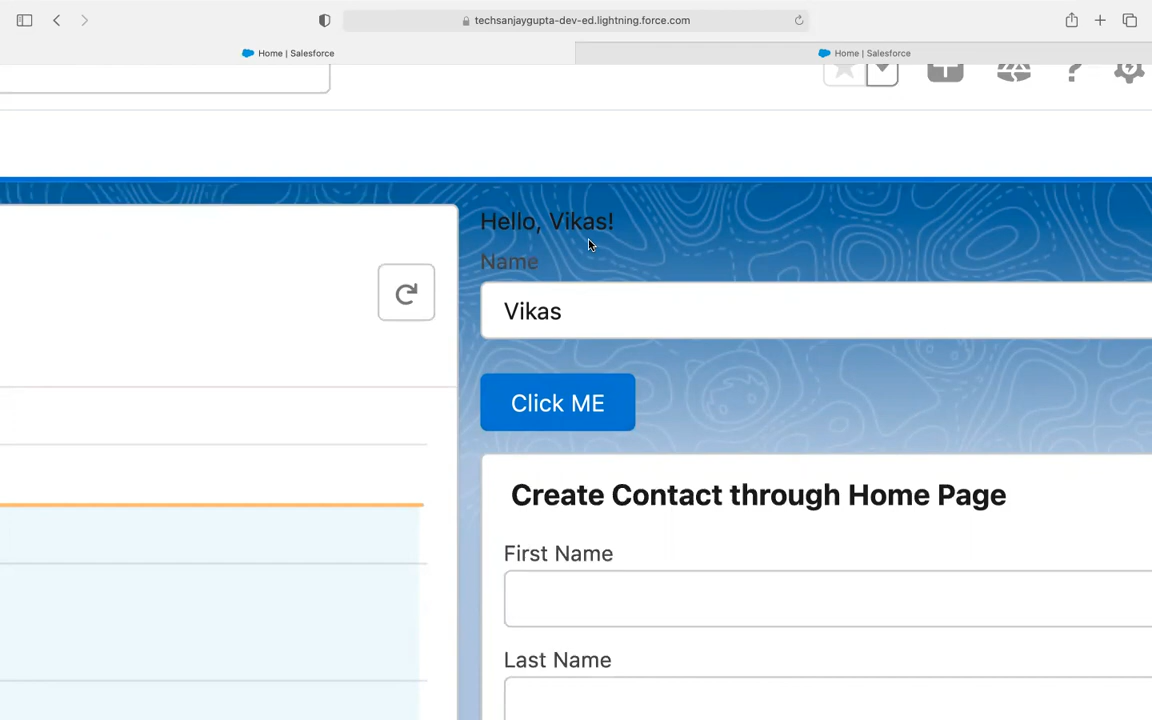 techsanjaygupta-dev-ed.lightning.force.com
Home | Salesforce
Home | Salesforce
Hello, Vikas!
Name
Vikas
Click ME
Create Contact through Home Page
First Name
Last Name